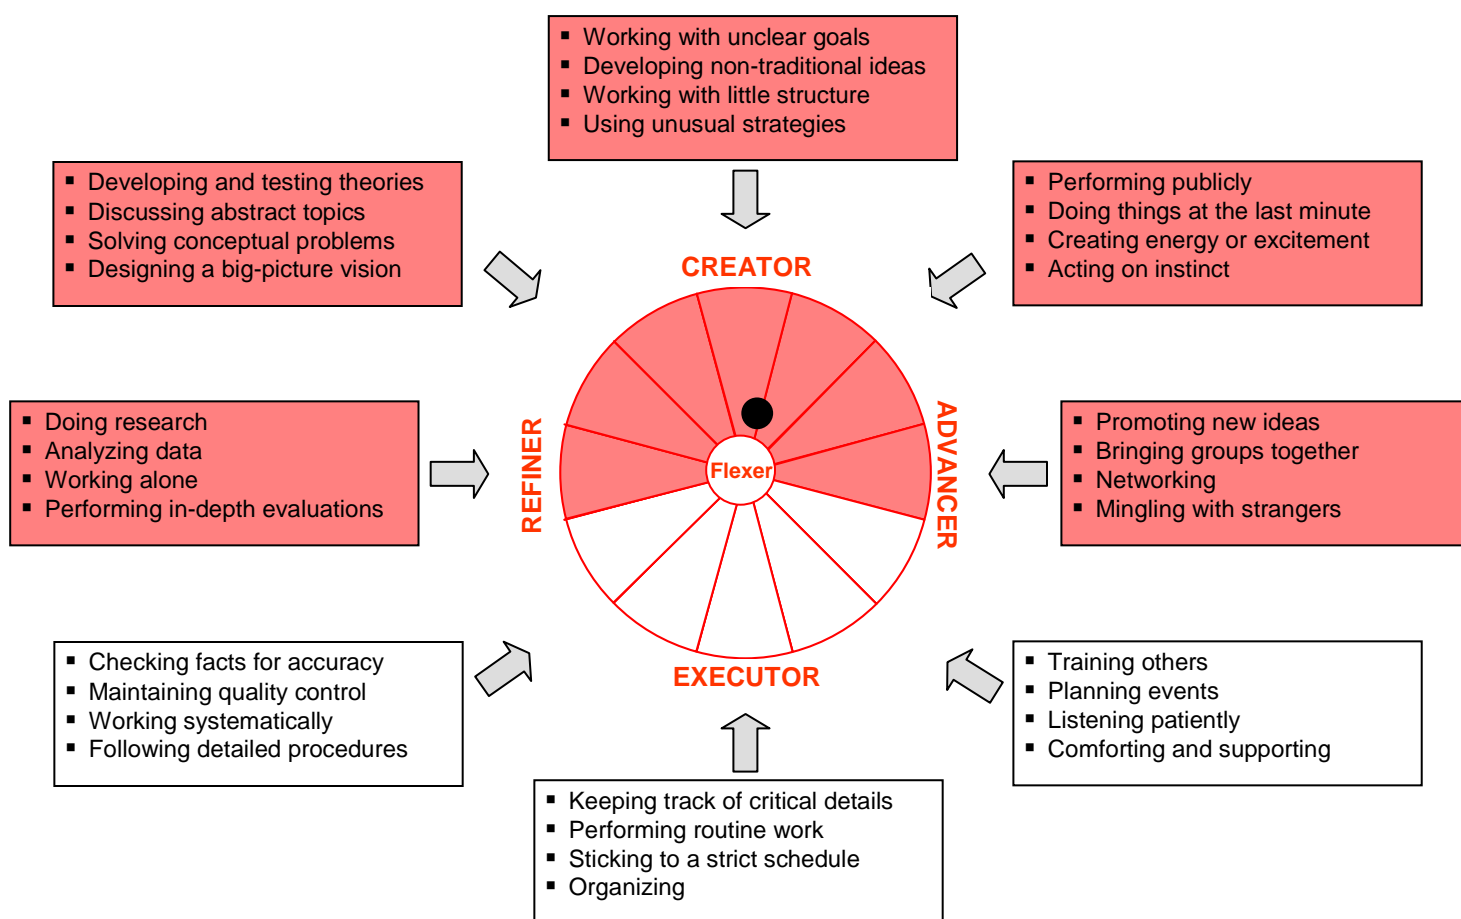 ▪ Working with unclear goals
▪ Developing non-traditional ideas
▪ Working with little structure
▪ Using unusual strategies
▪ Developing and testing theories
▪ Discussing abstract topics
▪ Solving conceptual problems
▪ Designing a big-picture vision
▪ Performing publicly
▪ Doing things at the last minute
▪ Creating energy or excitement
▪ Acting on instinct
CREATOR
▪ Doing research
▪ Analyzing data
▪ Working alone
▪ Performing in-depth evaluations
REFINER
Flexer
ADVANCER
▪ Promoting new ideas
▪ Bringing groups together
▪ Networking
▪ Mingling with strangers
▪ Checking facts for accuracy
▪ Maintaining quality control
▪ Working systematically
▪ Following detailed procedures
EXECUTOR
▪ Training others
▪ Planning events
▪ Listening patiently
▪ Comforting and supporting
▪ Keeping track of critical details
▪ Performing routine work
▪ Sticking to a strict schedule
▪ Organizing